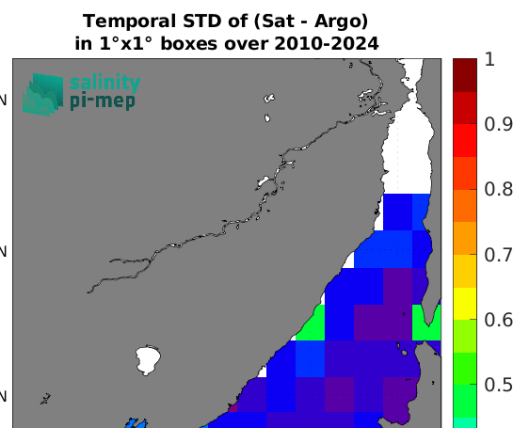 Temporal STD of (Sat - Argo)
in 1°x1° boxes over 2010-2024
salinity
pi-mep
N
N
N
1
0.9
0.8
0.7
0.6
0.5